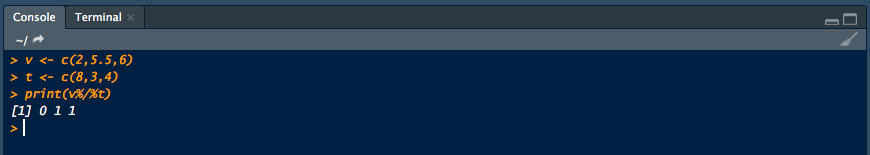 Console Terminal
~/
> v <- c(2,5.5,6)
> t <- c(8,3,4)
> print(v%/%t)
[1] 0 1 1
>